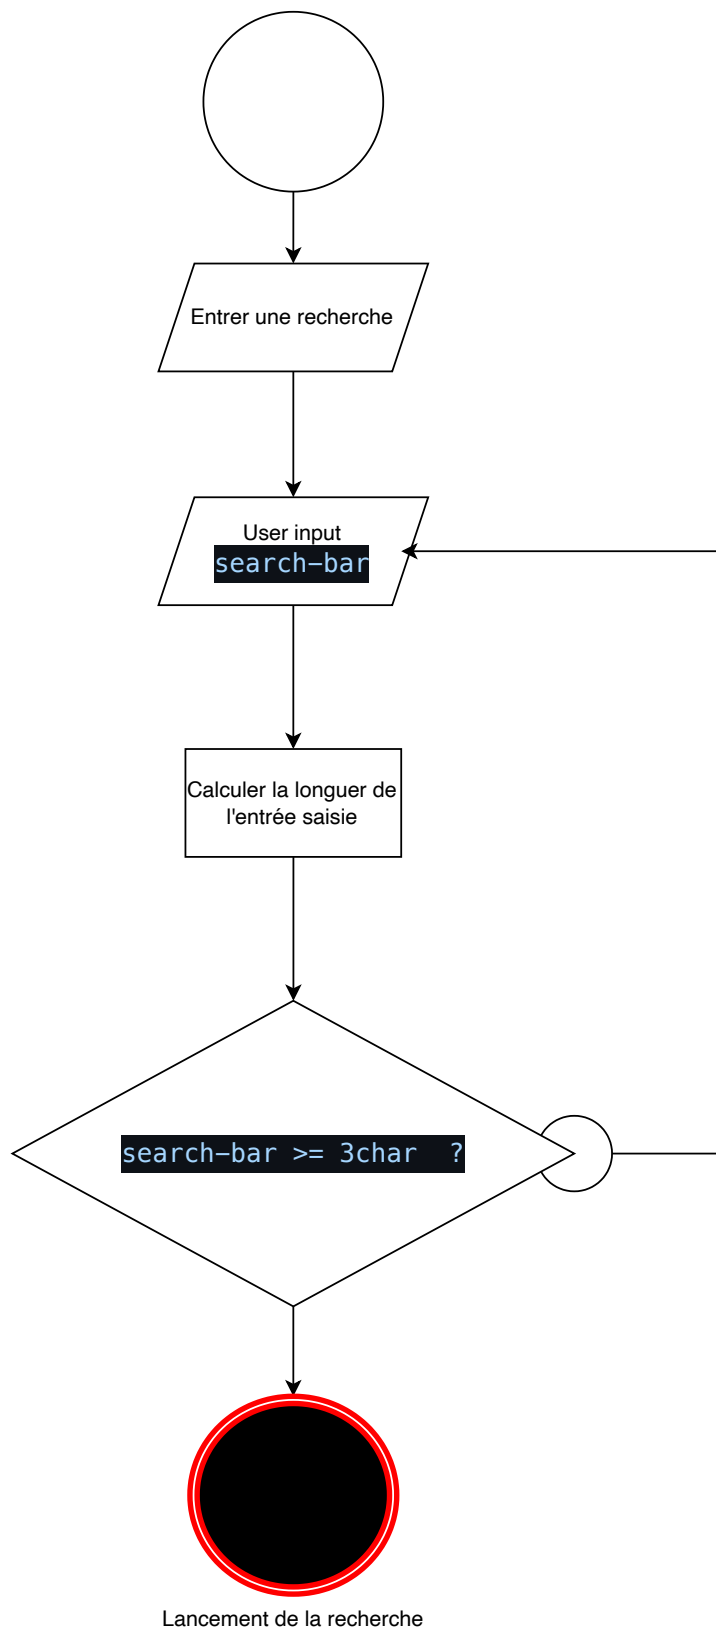 Entrer une recherche
User input
search-bar
Calculer la longuer de
l'entrée saisie
search-bar >= 3char  ?
Lancement de la recherche